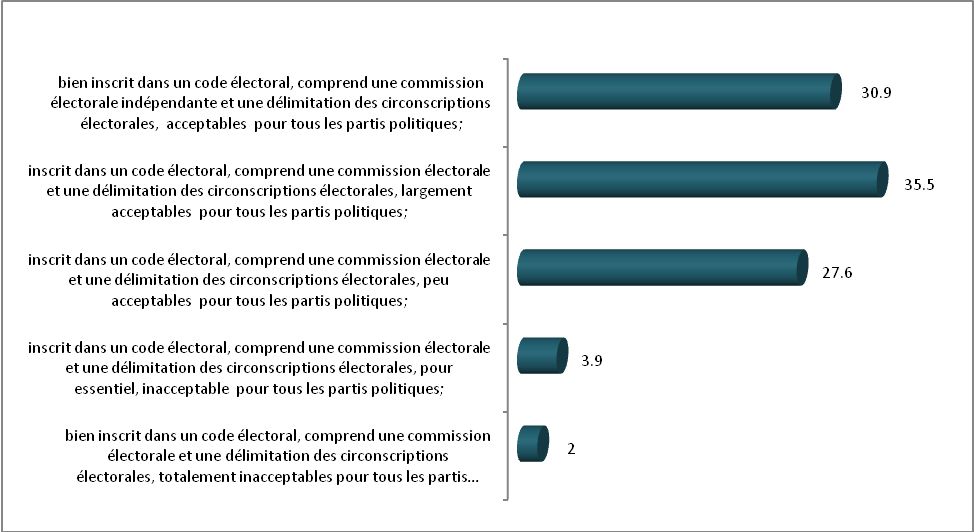 bien inscrit dans un code électoral, comprend une commission
électorale indépendante et une délimitation des circonscriptions
électorales,  acceptables  pour tous les partis politiques;
30.9
inscrit dans un code électoral, comprend une commission électorale
et une délimitation des circonscriptions électorales, largement
acceptables  pour tous les partis politiques;
35.5
inscrit dans un code électoral, comprend une commission électorale
et une délimitation des circonscriptions électorales, peu
acceptables  pour tous les partis politiques;
27.6
inscrit dans un code électoral, comprend une commission électorale
et une délimitation des circonscriptions électorales, pour
essentiel, inacceptable  pour tous les partis politiques;
3.9
bien inscrit dans un code électoral, comprend une commission
électorale et une délimitation des circonscriptions
électorales, totalement inacceptables pour tous les partis...
2